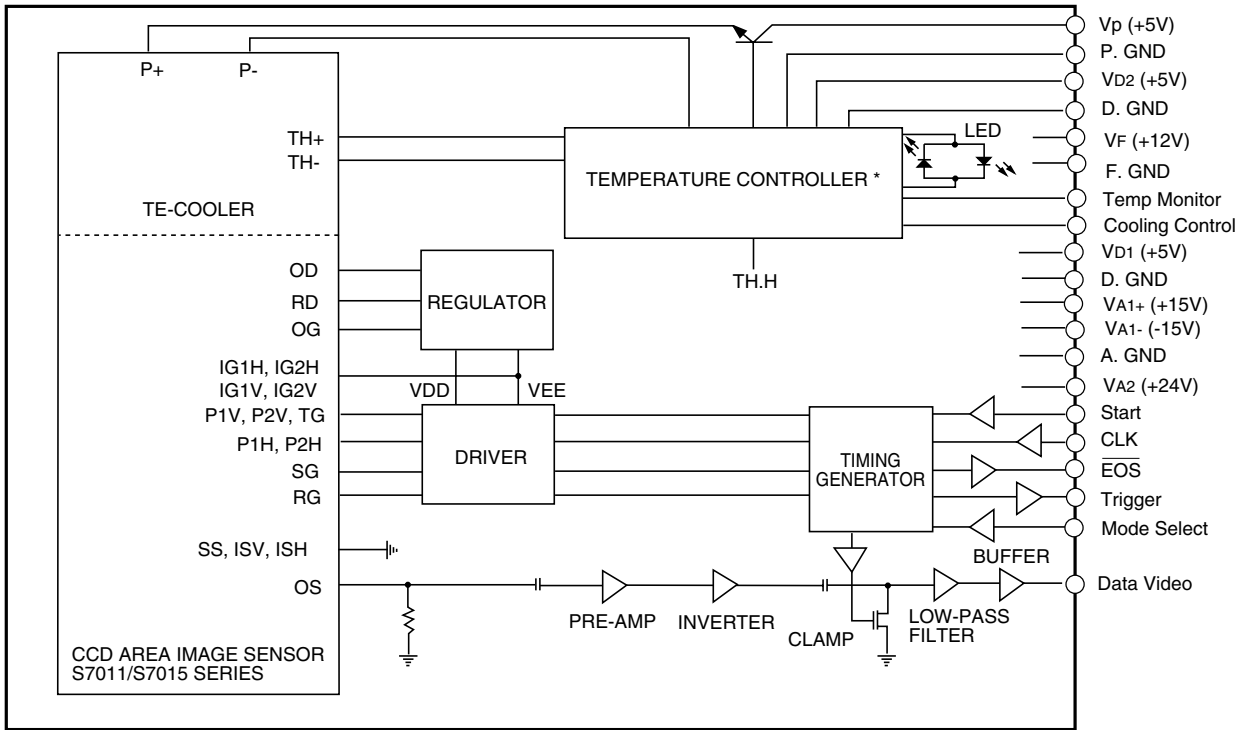 P+
P-
TH+
TH-
TE-COOLER
OD
RD
OG
IG1H, IG2H
IG1V, IG2V
P1V, P2V, TG
P1H, P2H
SG
RG
SS, ISV, ISH
OS
CCD AREA IMAGE SENSOR
S7011/S7015 SERIES
REGULATOR
VDD
VEE
DRIVER
TEMPERATURE CONTROLLER *
LED
TH.H
TIMING
GENERATOR
BUFFER
PRE-AMP
INVERTER
CLAMP
LOW-PASS
FILTER
Vp (+5V)
P. GND
VD2 (+5V)
D. GND
VF (+12V)
F. GND
Temp Monitor
Cooling Control
VD1 (+5V)
D. GND
VA1+ (+15V)
VA1- (-15V)
A. GND
VA2 (+24V)
Start
CLK
E̅O̅S̅
Trigger
Mode Select
Data Video